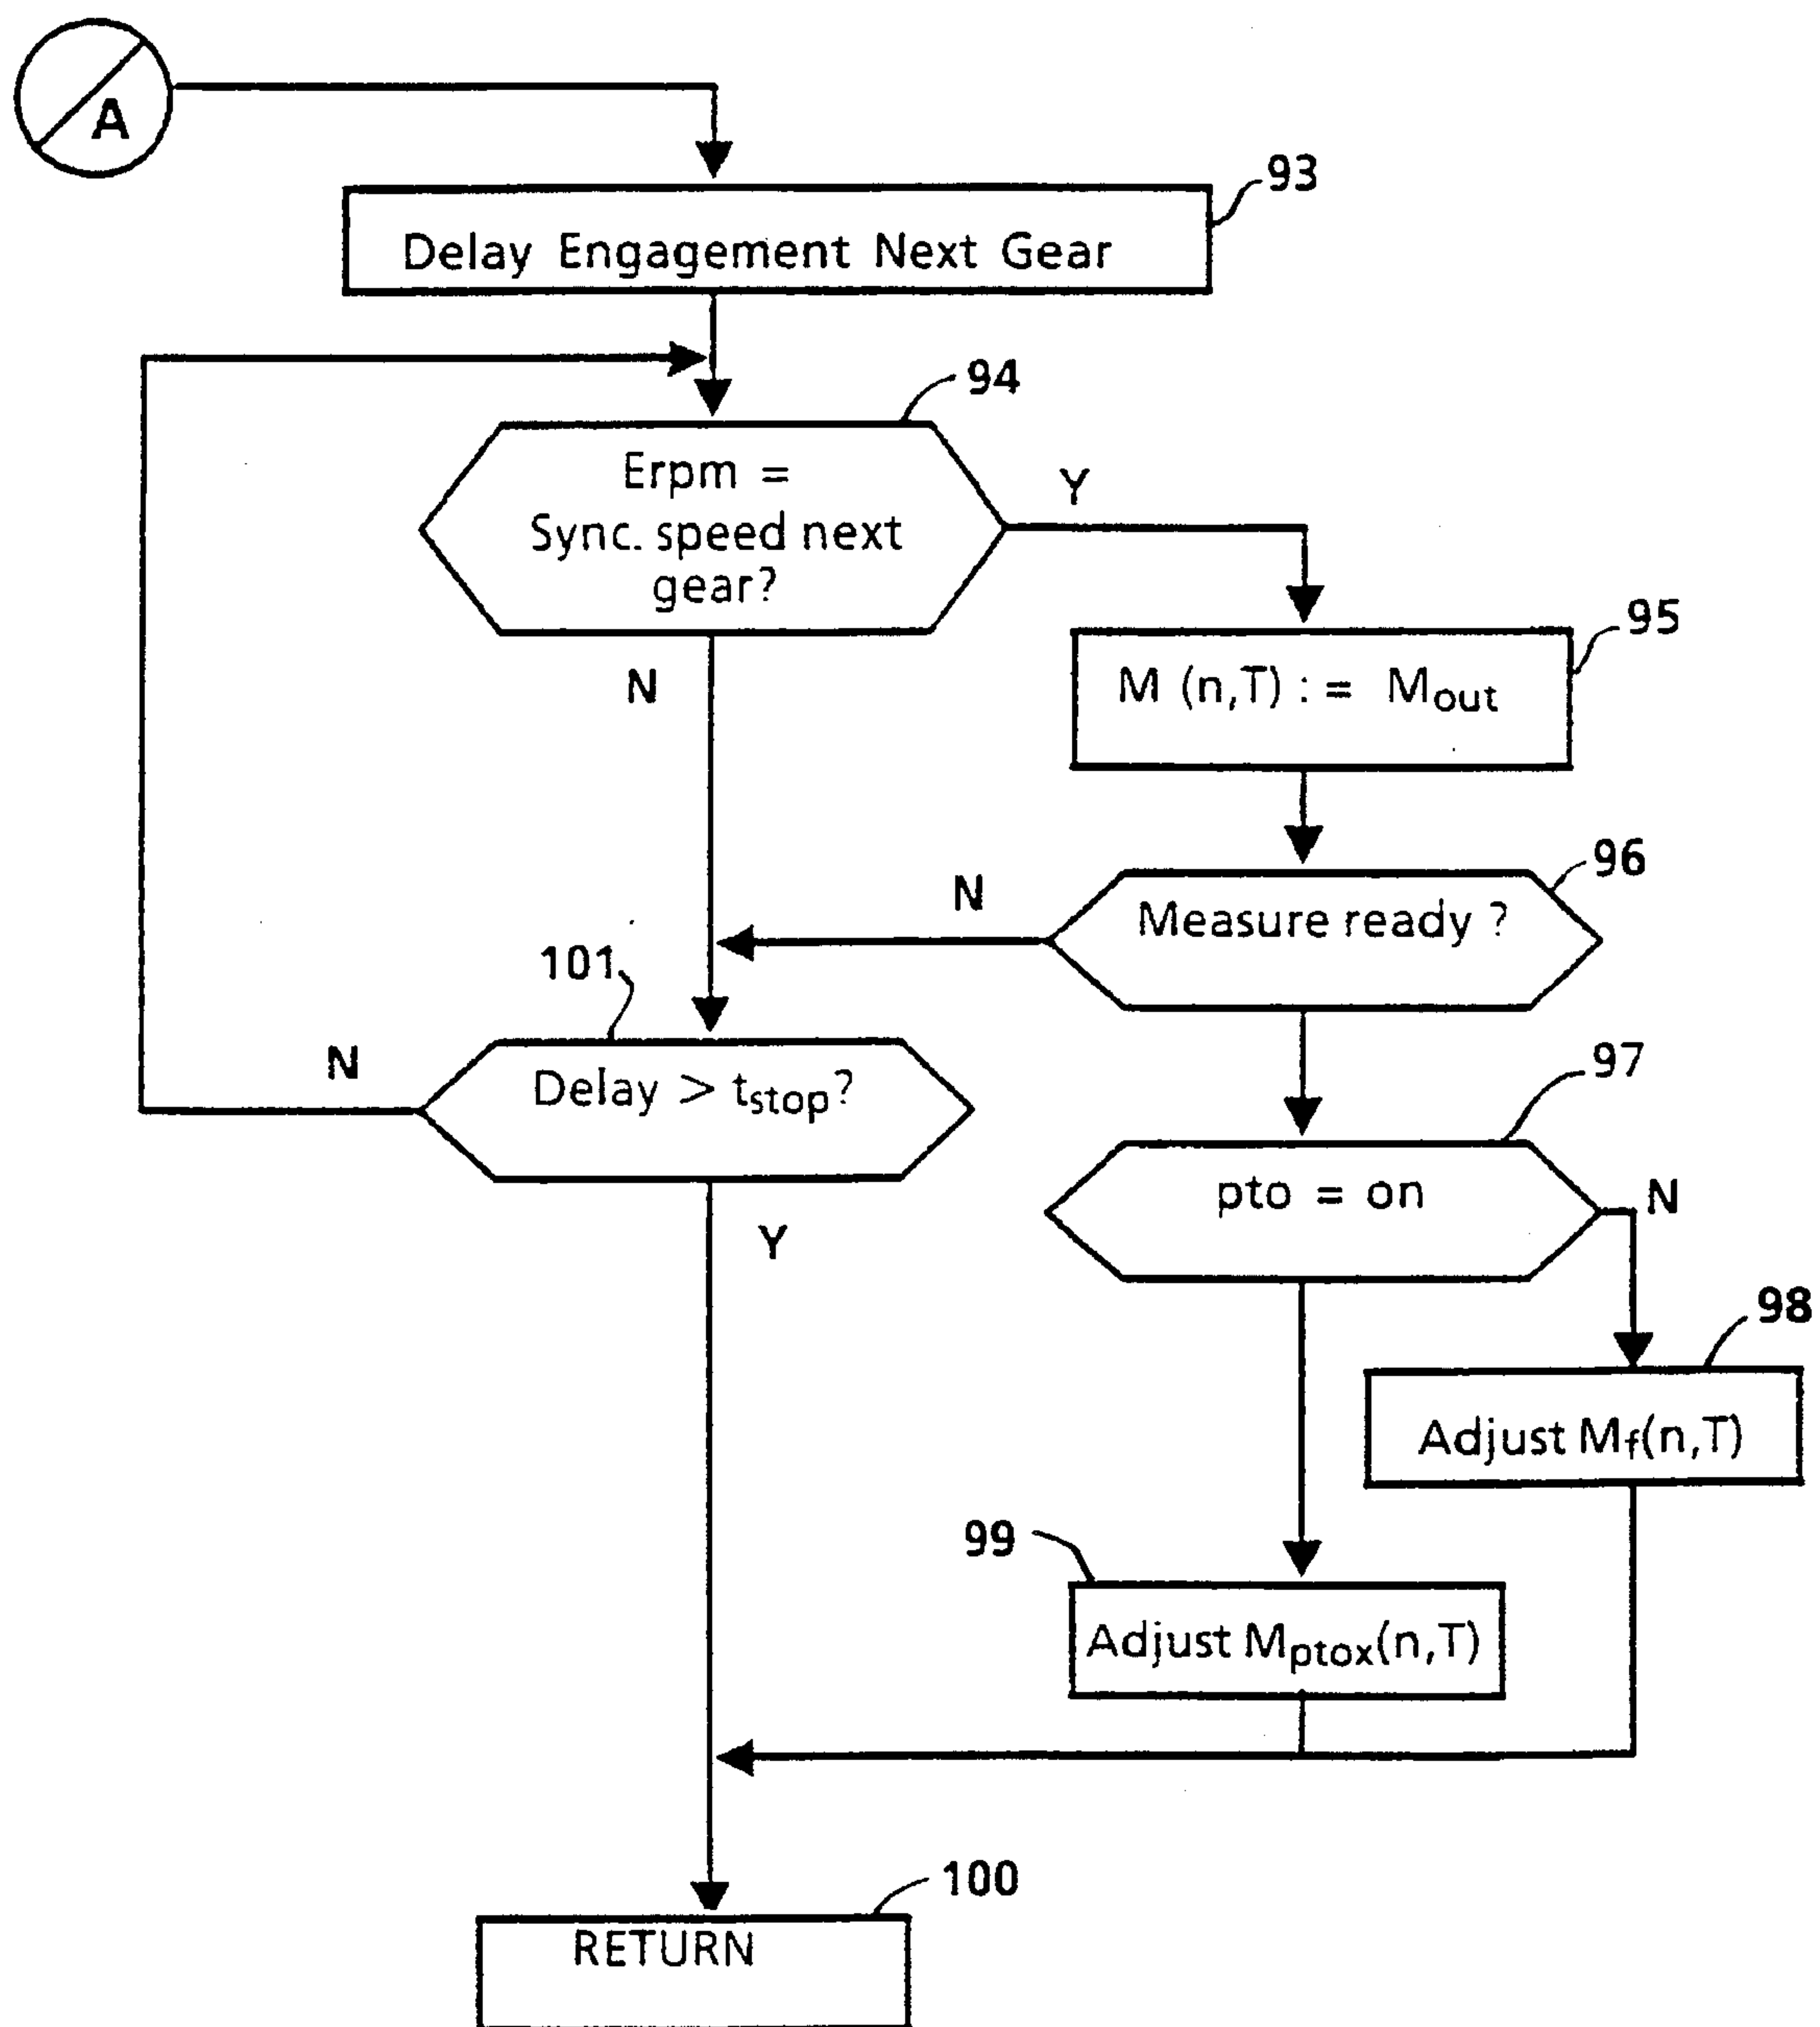 A
93
Delay Engagement Next Gear
94
Erpm =
Sync. speed next
gear?
Y
N
95
M (n,T) : = Mout
96
Measure ready ?
N
101
Delay > tstop?
N
Y
97
pto = on
N
98
Adjust Mf(n,T)
99
Adjust Mptox(n,T)
100
RETURN